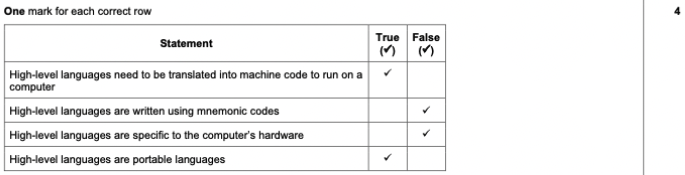 One mark for each correct row
4
Statement
True
(✓)
False
(✓)
High-level languages need to be translated into machine code to run on a
computer
✓
High-level languages are written using mnemonic codes
✓
High-level languages are specific to the computer's hardware
✓
High-level languages are portable languages
✓